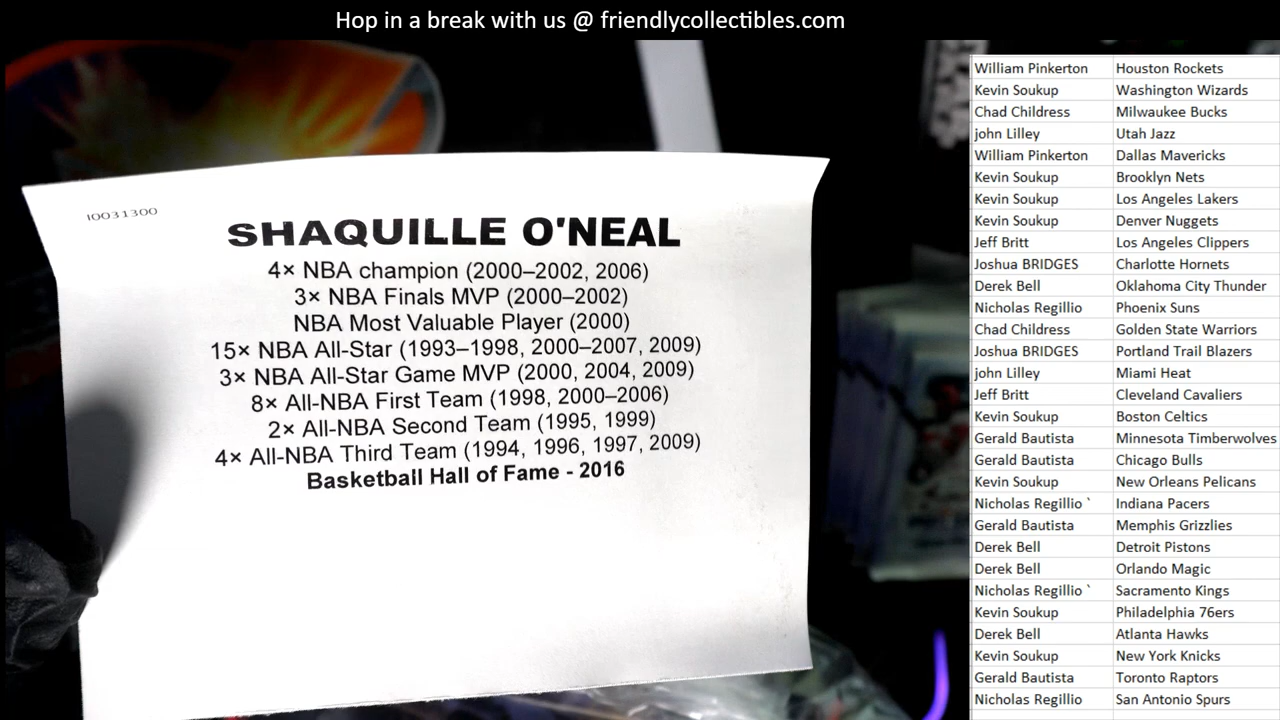 Hop in a break with us @ friendlycollectibles.com
10031300
SHAQUILLE O'NEAL
4× NBA champion (2000–2002, 2006)
3× NBA Finals MVP (2000–2002)
NBA Most Valuable Player (2000)
15× NBA All-Star (1993–1998, 2000–2007, 2009)
3× NBA All-Star Game MVP (2000, 2004, 2009)
8× All-NBA First Team (1998, 2000–2006)
2× All-NBA Second Team (1995, 1999)
4× All-NBA Third Team (1994, 1996, 1997, 2009)
Basketball Hall of Fame - 2016
William Pinkerton Houston Rockets
Kevin Soukup Washington Wizards
Chad Childress Milwaukee Bucks
john Lilley Utah Jazz
William Pinkerton Dallas Mavericks
Kevin Soukup Brooklyn Nets
Kevin Soukup Los Angeles Lakers
Kevin Soukup Denver Nuggets
Jeff Britt Los Angeles Clippers
Joshua BRIDGES Charlotte Hornets
Derek Bell Oklahoma City Thunder
Nicholas Regillio Phoenix Suns
Chad Childress Golden State Warriors
Joshua BRIDGES Portland Trail Blazers
john Lilley Miami Heat
Jeff Britt Cleveland Cavaliers
Kevin Soukup Boston Celtics
Gerald Bautista Minnesota Timberwolves
Gerald Bautista Chicago Bulls
Kevin Soukup New Orleans Pelicans
Nicholas Regillio ` Indiana Pacers
Gerald Bautista Memphis Grizzlies
Derek Bell Detroit Pistons
Derek Bell Orlando Magic
Nicholas Regillio ` Sacramento Kings
Kevin Soukup Philadelphia 76ers
Derek Bell Atlanta Hawks
Kevin Soukup New York Knicks
Gerald Bautista Toronto Raptors
Nicholas Regillio San Antonio Spurs